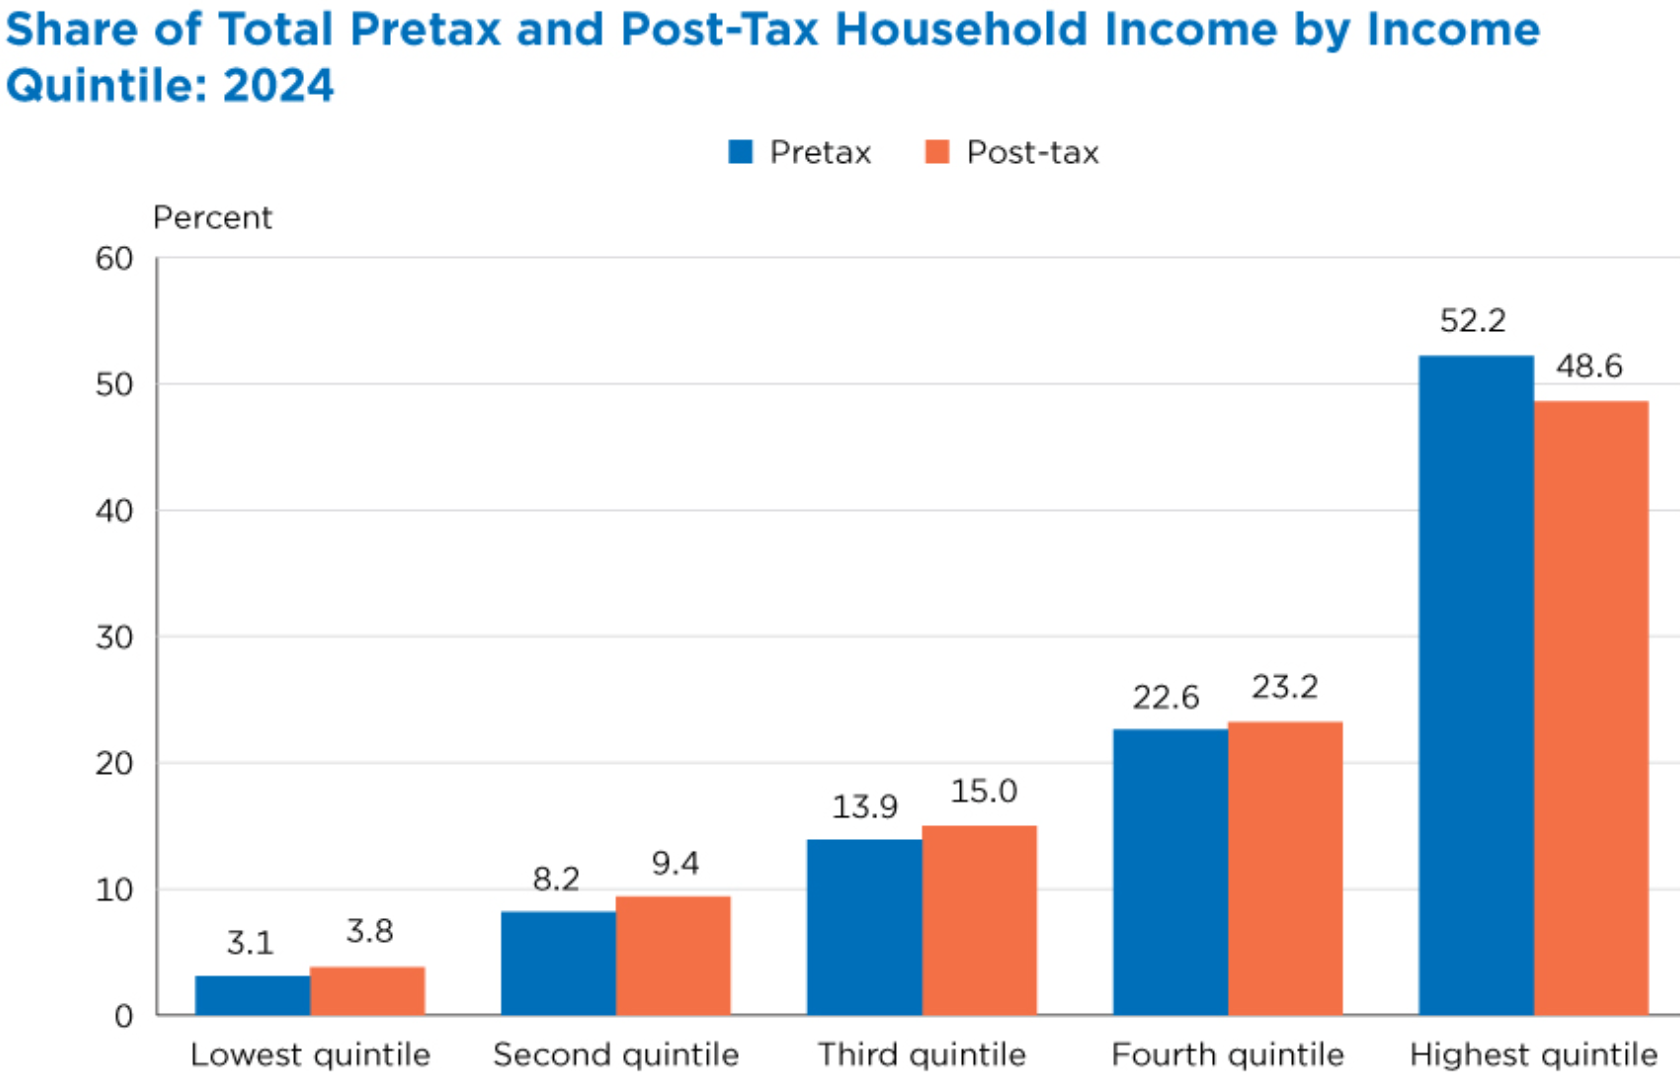 Share of Total Pretax and Post-Tax Household Income by Income
Quintile: 2024
Pretax Post-tax
Percent
60
50
40
30
20
10
0
3.1 3.8
8.2 9.4
13.9 15.0
22.6 23.2
52.2 48.6
Lowest quintile Second quintile Third quintile Fourth quintile Highest quintile